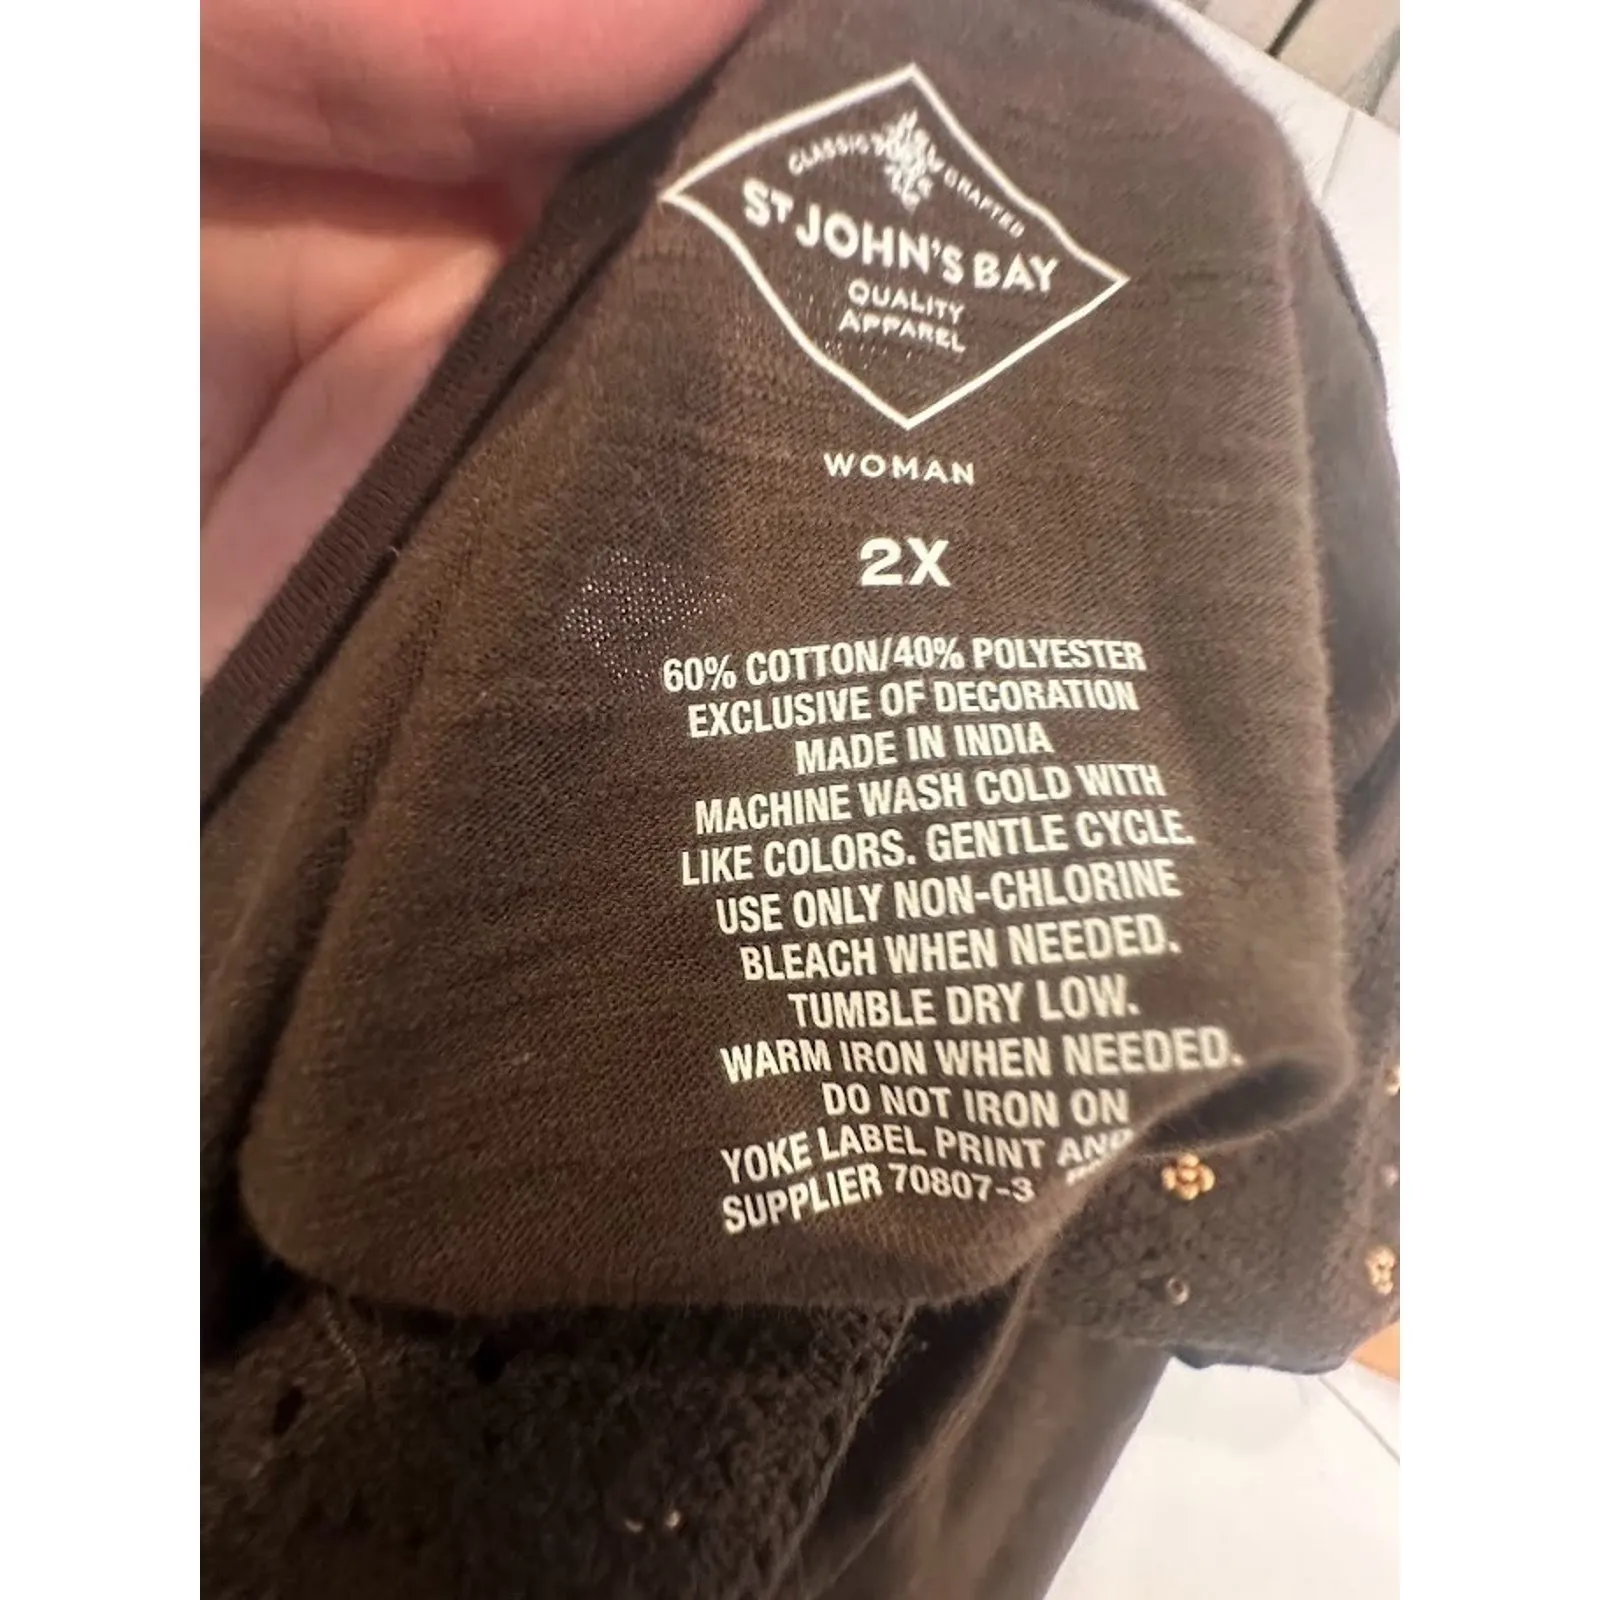 CLASSIC CRAFTED
ST JOHN'S BAY
QUALITY
APPAREL
WOMAN
2X
60% COTTON/40% POLYESTER
EXCLUSIVE OF DECORATION
MADE IN INDIA
MACHINE WASH COLD WITH
LIKE COLORS. GENTLE CYCLE.
USE ONLY NON-CHLORINE
BLEACH WHEN NEEDED.
TUMBLE DRY LOW.
WARM IRON WHEN NEEDED.
DO NOT IRON ON
YOKE LABEL PRINT AND
SUPPLIER 70807-3